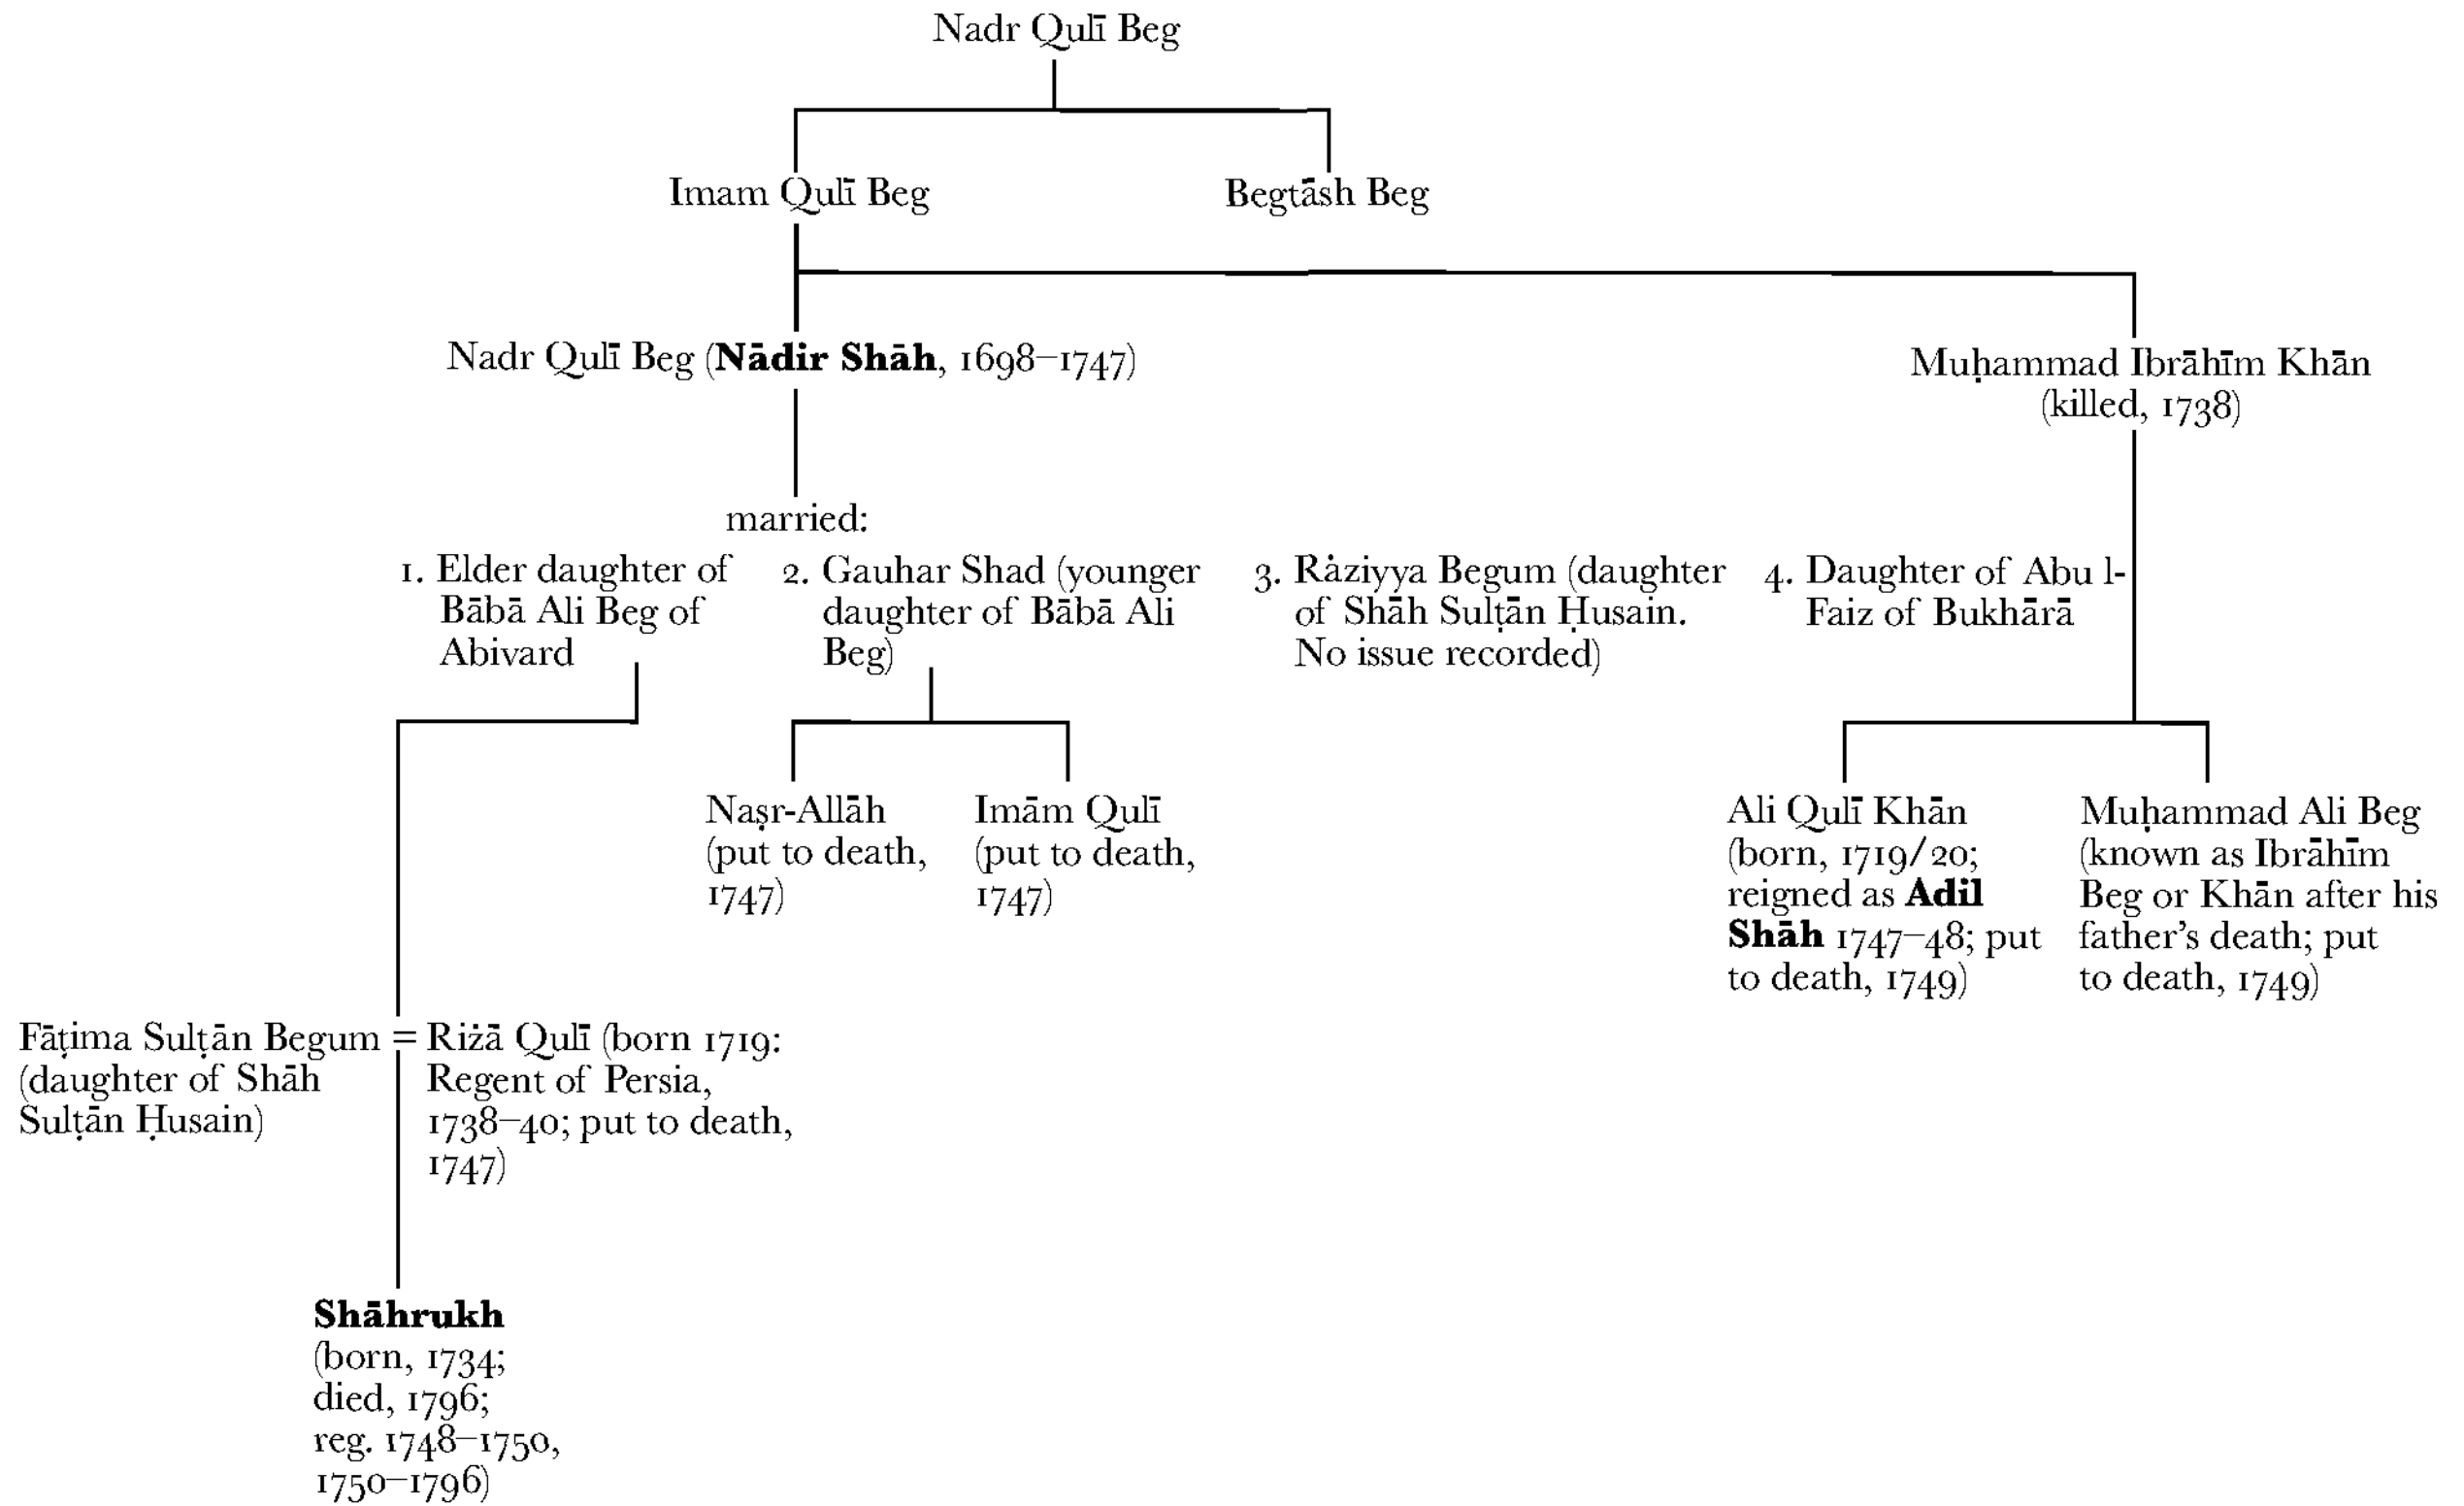 Nadr Qulī Beg
Imam Qulī Beg
Begtāsh Beg
Nadr Qulī Beg (Nādir Shāh, 1698–1747)
Muḥammad Ibrāhīm Khān
(killed, 1738)
married:
1. Elder daughter of
Bābā Ali Beg of
Abivard
2. Gauhar Shad (younger
daughter of Bābā Ali
Beg)
3. Rȧziyya Begum (daughter
of Shāh Sulṭān Ḥusain.
No issue recorded)
4. Daughter of Abu l-
Faiz of Bukhārā
Naṣr-Allāh
(put to death,
1747)
Imām Qulī
(put to death,
1747)
Ali Qulī Khān
(born, 1719/20;
reigned as Adil
Shāh 1747–48; put
to death, 1749)
Muḥammad Ali Beg
(known as Ibrāhīm
Beg or Khān after his
father’s death; put
to death, 1749)
Fāṭima Sulṭān Begum =
(daughter of Shāh
Sulṭān Ḥusain)
Riżā Qulī (born 1719:
Regent of Persia,
1738–40; put to death,
1747)
Shāhrukh
(born, 1734;
died, 1796;
reg. 1748–1750,
1750–1796)